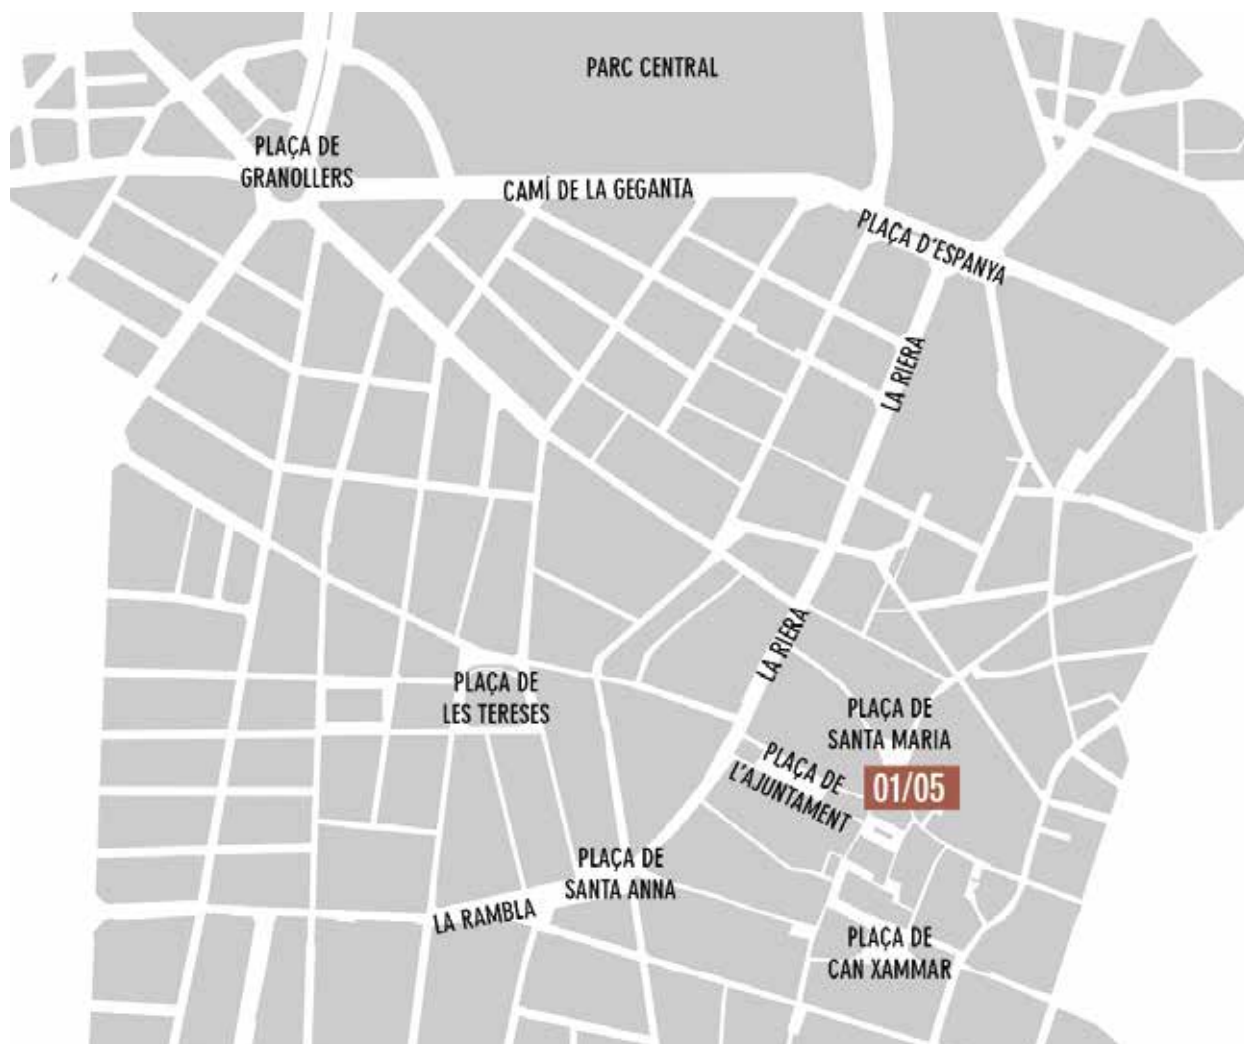 PARC CENTRAL
PLAÇA DE
GRANOLLERS
CAMÍ DE LA GEGANTA
PLAÇA D'ESPANYA
LA RIERA
LA RIERA
PLAÇA DE
LES TERESES
PLAÇA DE
SANTA MARIA
PLAÇA DE
L'AJUNTAMENT
01/05
PLAÇA DE
SANTA ANNA
LA RAMBLA
PLAÇA DE
CAN XAMMAR